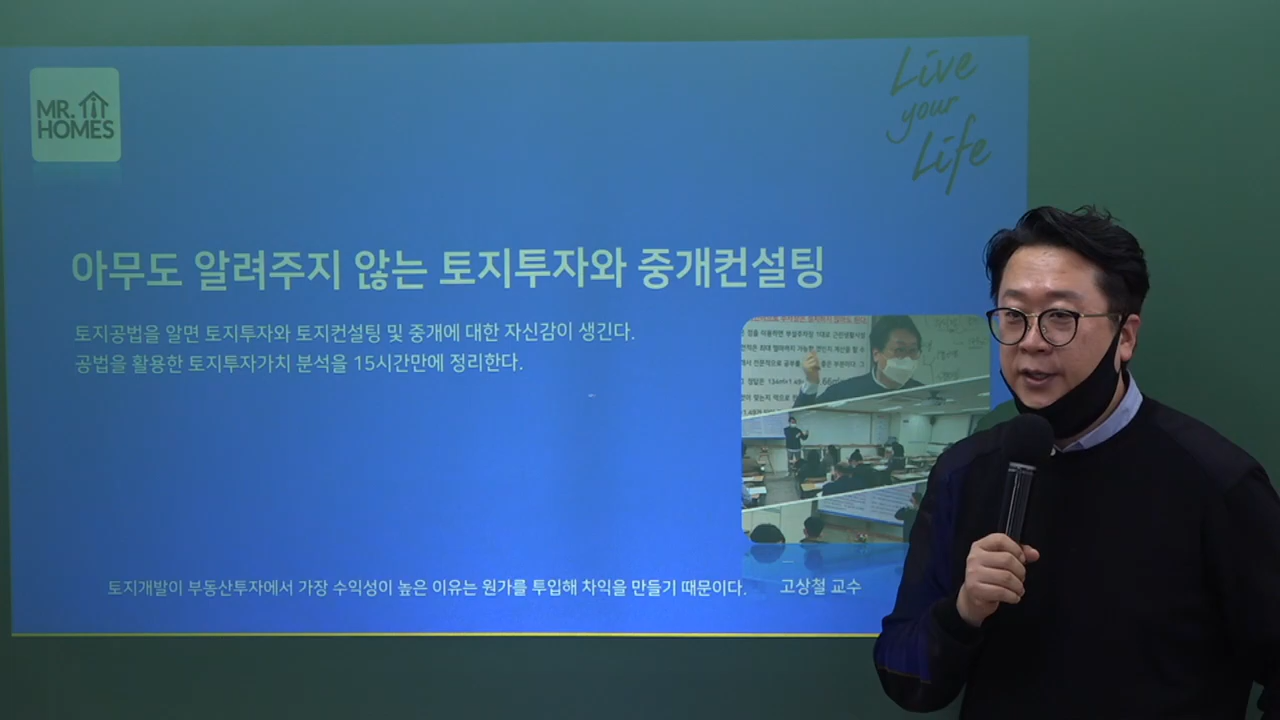 MR.
HOMES
Live
your
Life
아무도 알려주지 않는 토지투자와 중개컨설팅
토지공법을 알면 토지투자와 토지컨설팅 및 중개에 대한 자신감이 생긴다.
공법을 활용한 토지투자가치 분석을 15시간만에 정리한다.
토지개발이 부동산투자에서 가장 수익성이 높은 이유는 원가를 투입해 차익을 만들기 때문이다.
고상철 교수